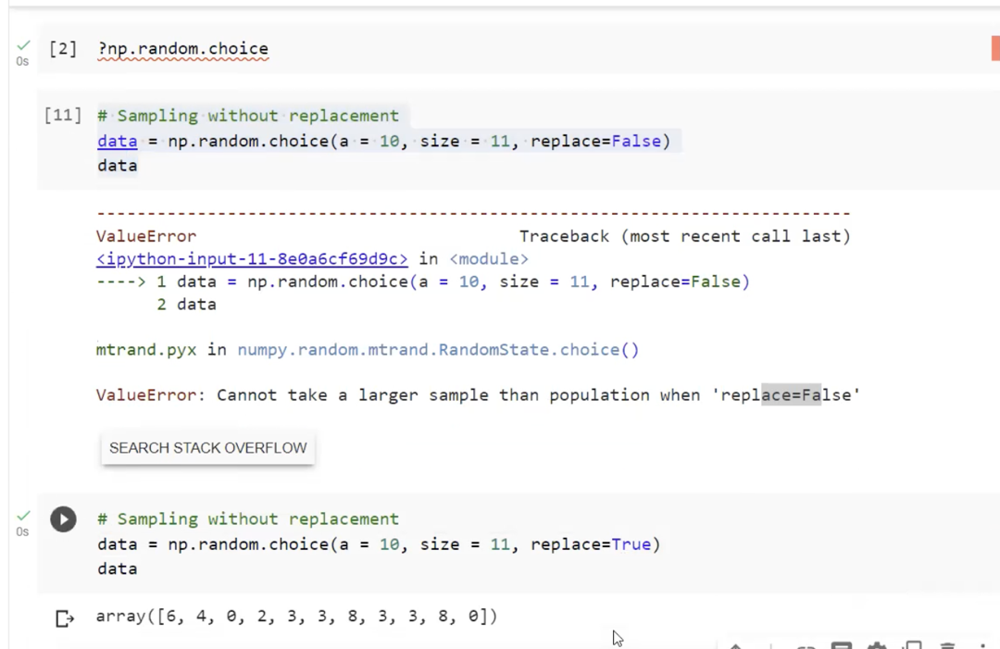 [2] ?np.random.choice
0s
[11] # Sampling without replacement
data = np.random.choice(a = 10, size = 11, replace=False)
data
---------------------------------------------------------------------------
ValueError Traceback (most recent call last)
<ipython-input-11-8e0a6cf69d9c> in <module>
----> 1 data = np.random.choice(a = 10, size = 11, replace=False)
2 data
mtrand.pyx in numpy.random.mtrand.RandomState.choice()
ValueError: Cannot take a larger sample than population when 'replace=False'
SEARCH STACK OVERFLOW
# Sampling without replacement
0s
data = np.random.choice(a = 10, size = 11, replace=True)
data
array([6, 4, 0, 2, 3, 3, 8, 3, 3, 8, 0])